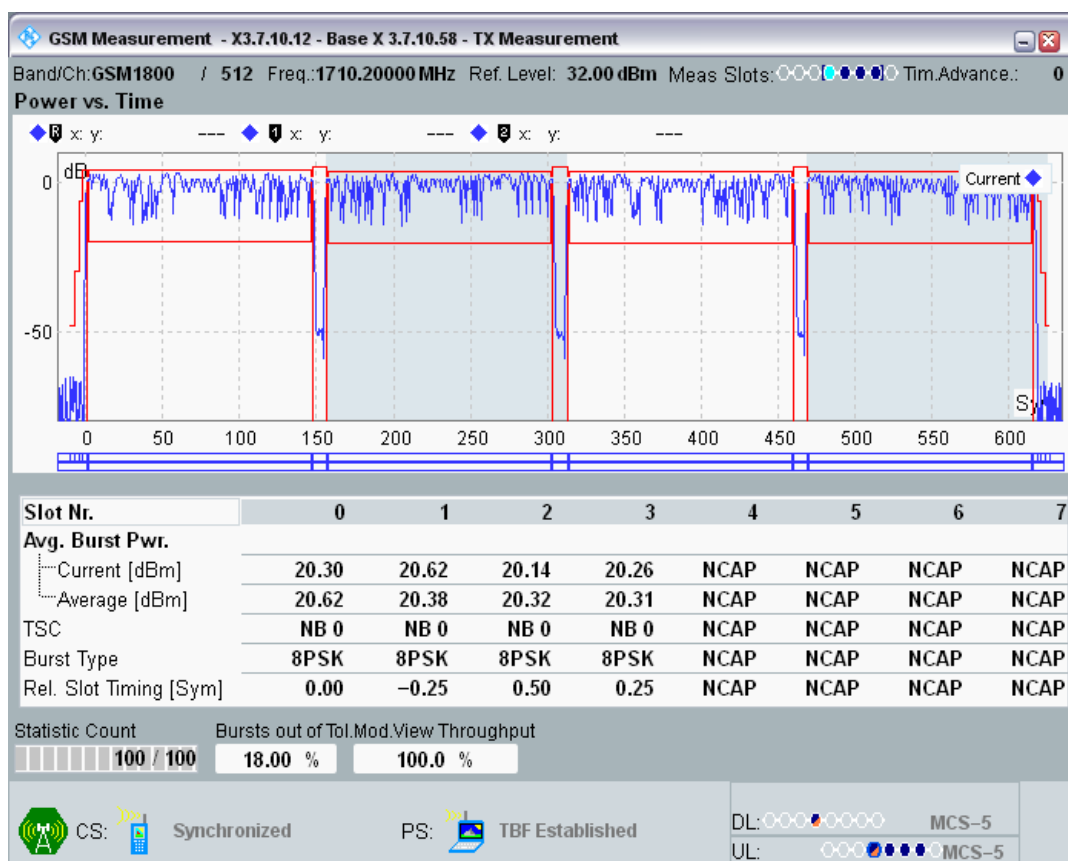 GSM Measurement - X3.7.10.12 - Base X 3.7.10.58 - TX Measurement
Band/Ch:GSM1800 / 512 Freq.:1710.20000 MHz Ref. Level: 32.00 dBm Meas Slots: Tim.Advance.: 0
Power vs. Time
R x: y: --- 1 x: y: --- 2 x: y: ---
dB
Current
0
-50
0 50 100 150 200 250 300 350 400 450 500 550 600
Slot Nr. 0 1 2 3 4 5 6 7
Avg. Burst Pwr.
Current [dBm] 20.30 20.62 20.14 20.26 NCAP NCAP NCAP NCAP
Average [dBm] 20.62 20.38 20.32 20.31 NCAP NCAP NCAP NCAP
TSC NB 0 NB 0 NB 0 NB 0 NCAP NCAP NCAP NCAP
Burst Type 8PSK 8PSK 8PSK 8PSK NCAP NCAP NCAP NCAP
Rel. Slot Timing [Sym] 0.00 −0.25 0.50 0.25 NCAP NCAP NCAP NCAP
Statistic Count Bursts out of Tol. Mod.View Throughput
100 / 100 18.00 % 100.0 %
CS: Synchronized PS: TBF Established
DL: MCS−5
UL: MCS−5